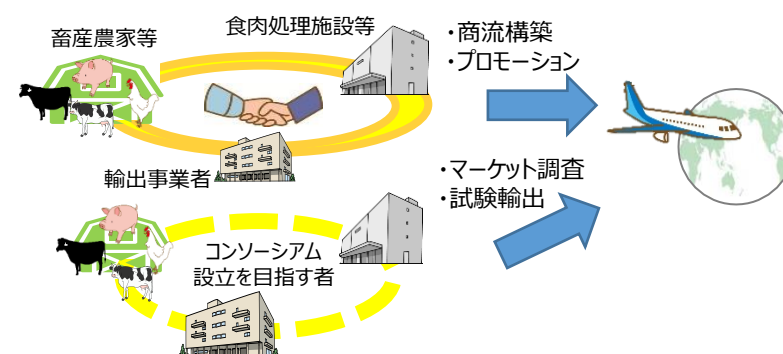 畜産農家等
食肉処理施設等
・商流構築
・プロモーション
輸出事業者
・マーケット調査
・試験輸出
コンソーシアム
設立を目指す者